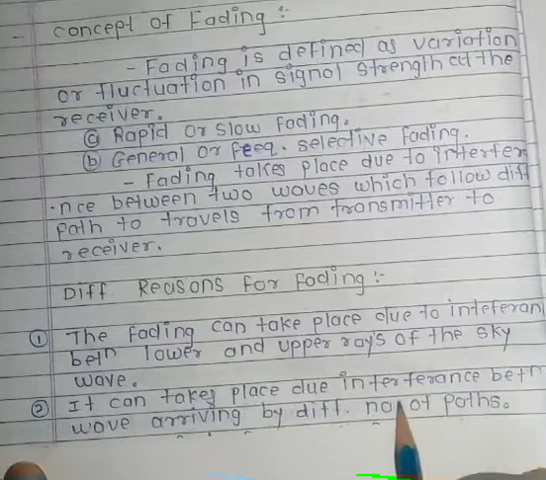 - Concept of Fading :-
- Fading is defined as variation
or fluctuation in signal strength at the
receiver.
ⓐ Rapid or slow fading.
ⓑ General or freq. selective fading.
- Fading takes place due to interfer
-nce between two waves which follow diff
path to travels from transmitter to
receiver.
Diff. Reasons for fading :-
① The fading can take place due to inteferan
betn lower and upper ray's of the sky
wave.
② It can takes place due interferance betn
wave arriving by diff. no of paths.